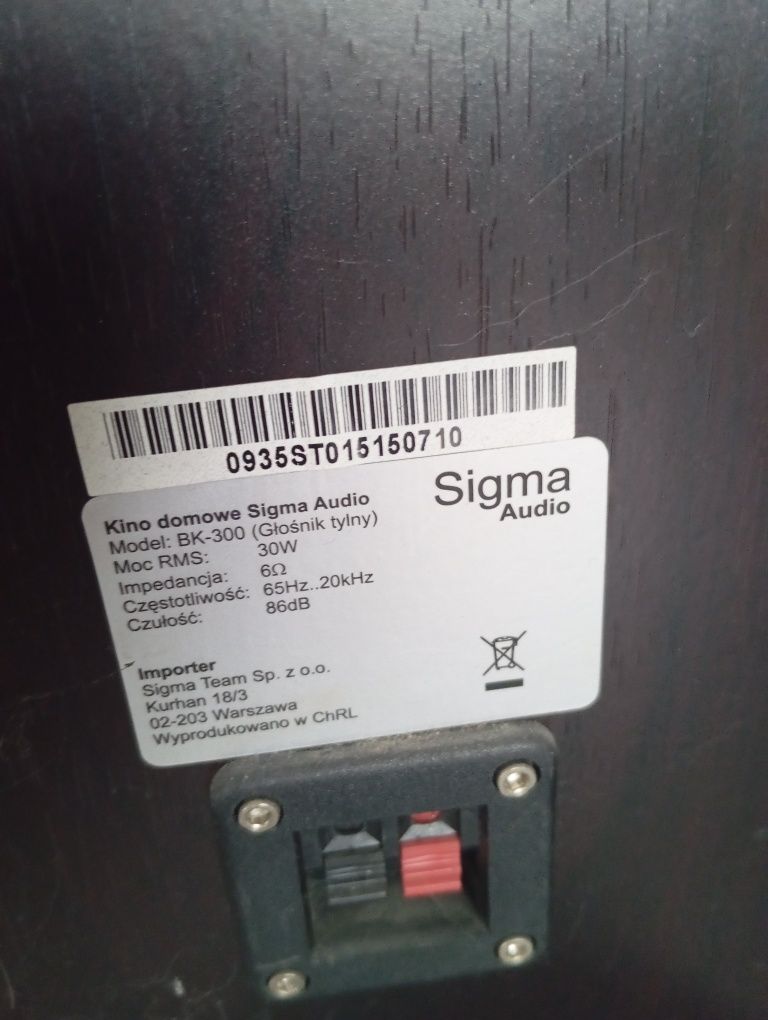 0935ST015150710
Sigma
Audio
Kino domowe Sigma Audio
Model: BK-300 (Głośnik tylny)
Moc RMS: 30W
Impedancja: 6Ω
Częstotliwość: 65Hz..20kHz
Czułość: 86dB
Importer
Sigma Team Sp. z o.o.
Kurhan 18/3
02-203 Warszawa
Wyprodukowano w ChRL